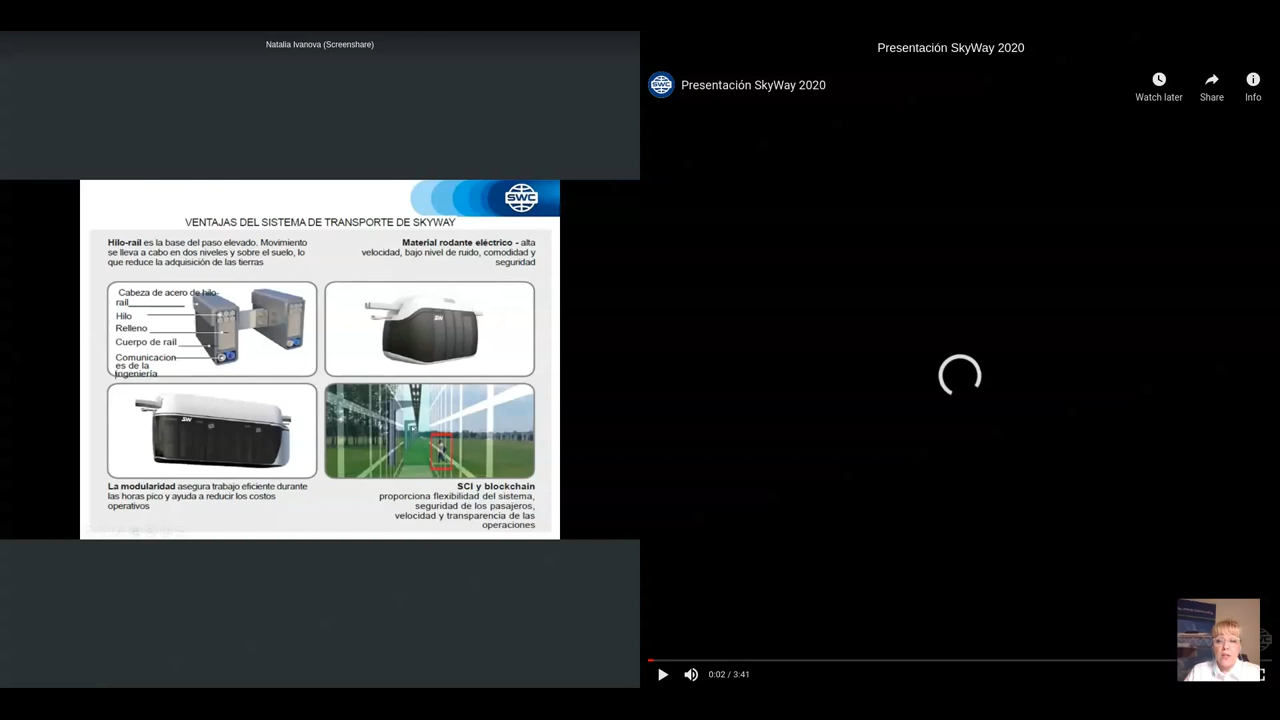 Natalia Ivanova (Screenshare)
SWC
VENTAJAS DEL SISTEMA DE TRANSPORTE DE SKYWAY
Hilo-rail es la base del paso elevado. Movimiento
se lleva a cabo en dos niveles y sobre el suelo, lo
que reduce la adquisición de las tierras
Material rodante eléctrico - alta
velocidad, bajo nivel de ruido, comodidad y
seguridad
Cabeza de acero de hilo-
rail
Hilo
Relleno
Cuerpo de rail
Comunicacion
es de la
Ingeniería
SW
SW
La modularidad asegura trabajo eficiente durante
las horas pico y ayuda a reducir los costos
operativos
SCI y blockchain
proporciona flexibilidad del sistema,
seguridad de los pasajeros,
velocidad y transparencia de las
operaciones
Presentación SkyWay 2020
SWC
Presentación SkyWay 2020
Watch later
Share
Info
0:02 / 3:41